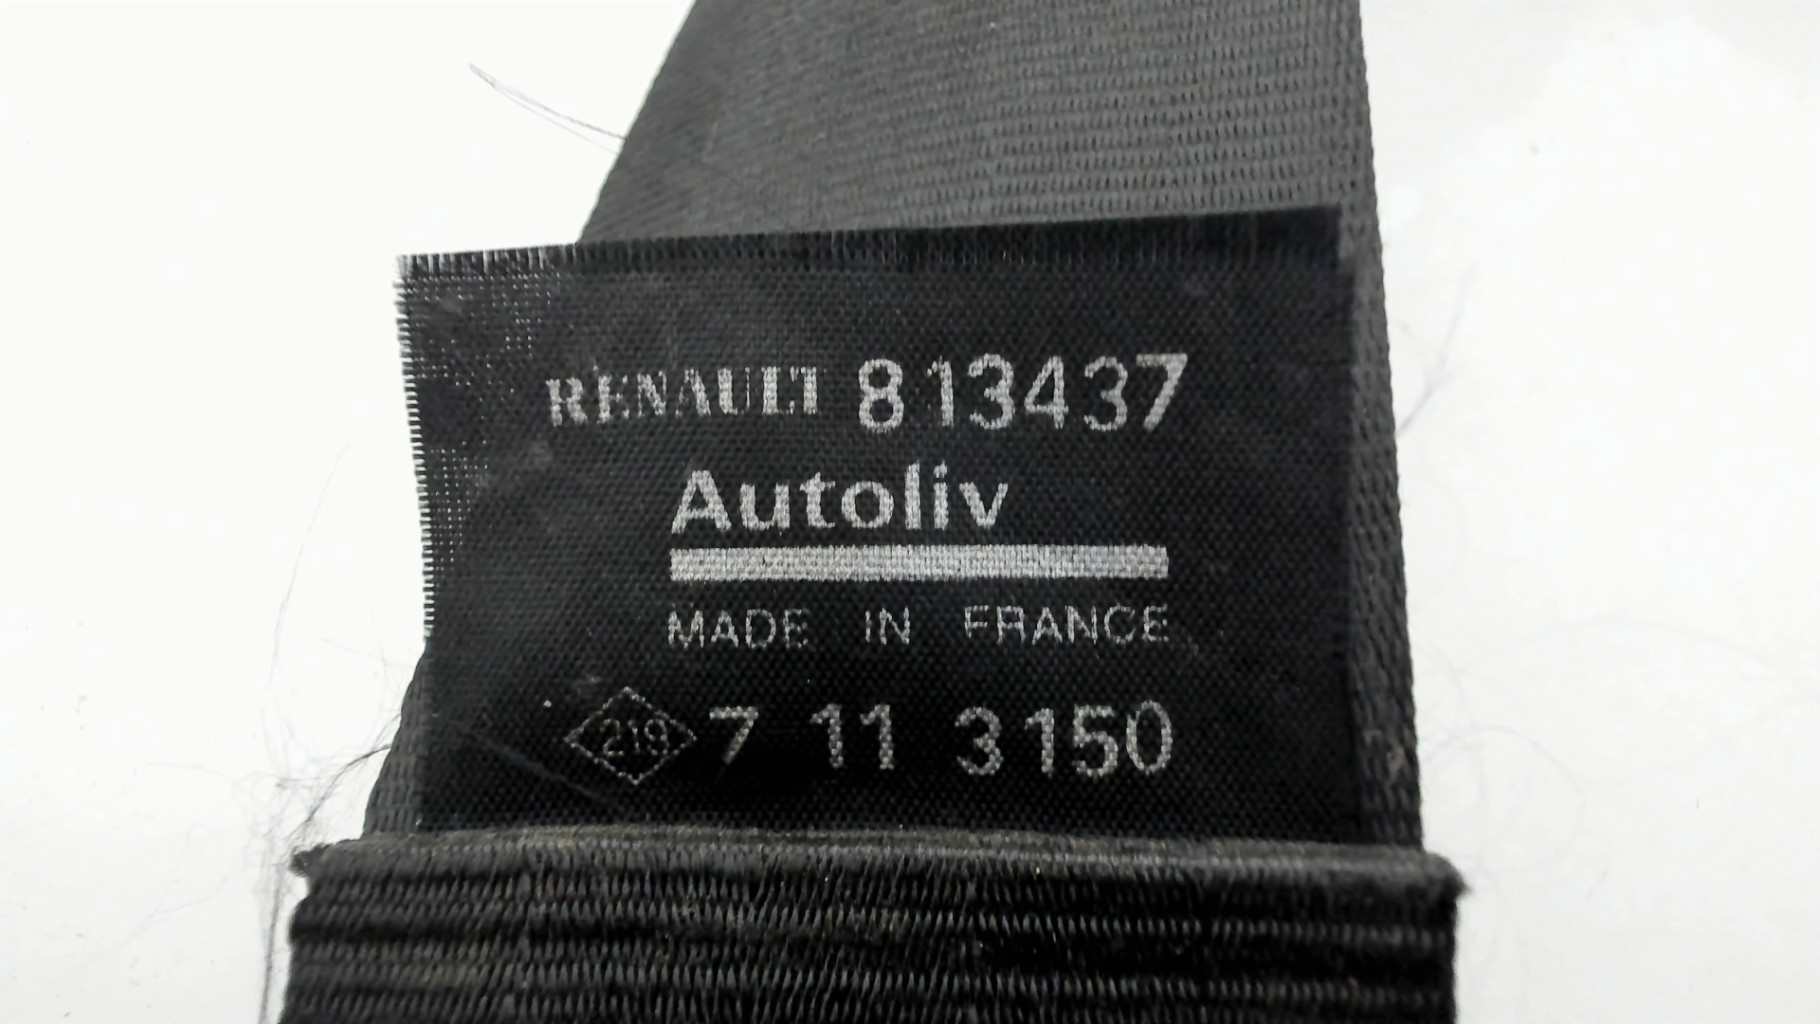 RENAULT 813437
Autoliv
MADE IN FRANCE
219 7 11 3150